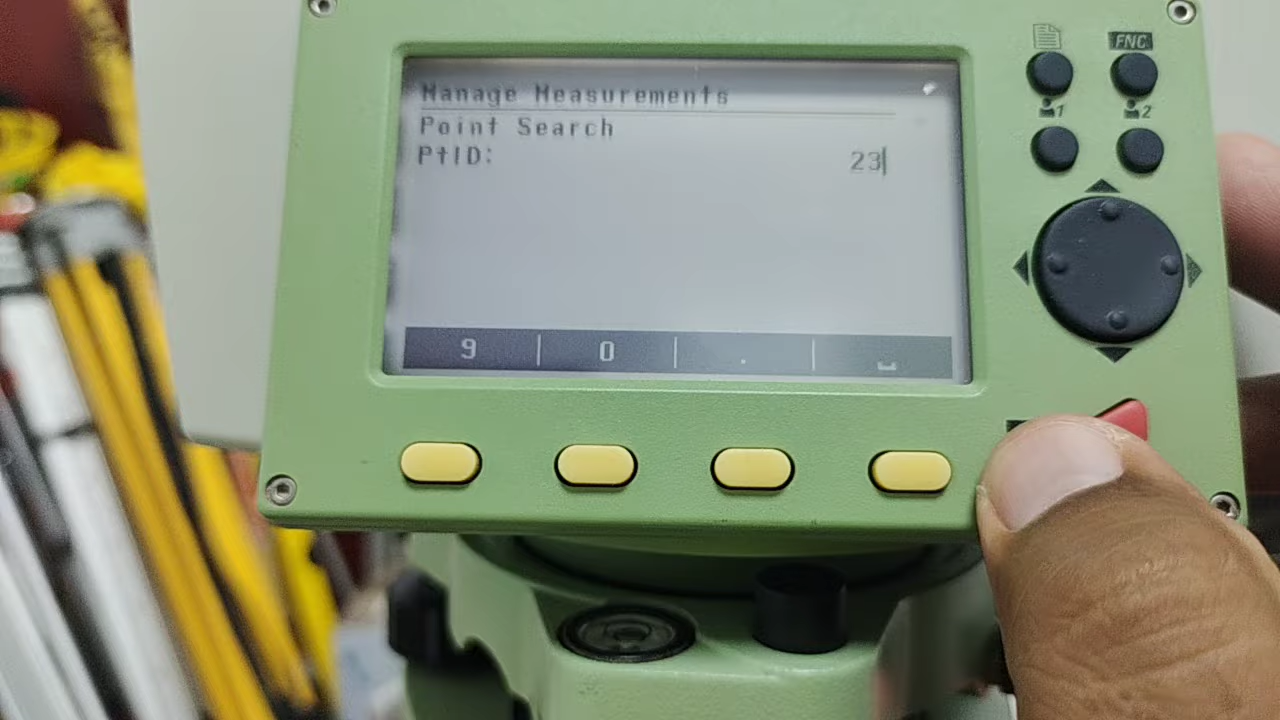 Manage Measurements
Point Search
PtID: 23
9 0 .
FNC
1 2